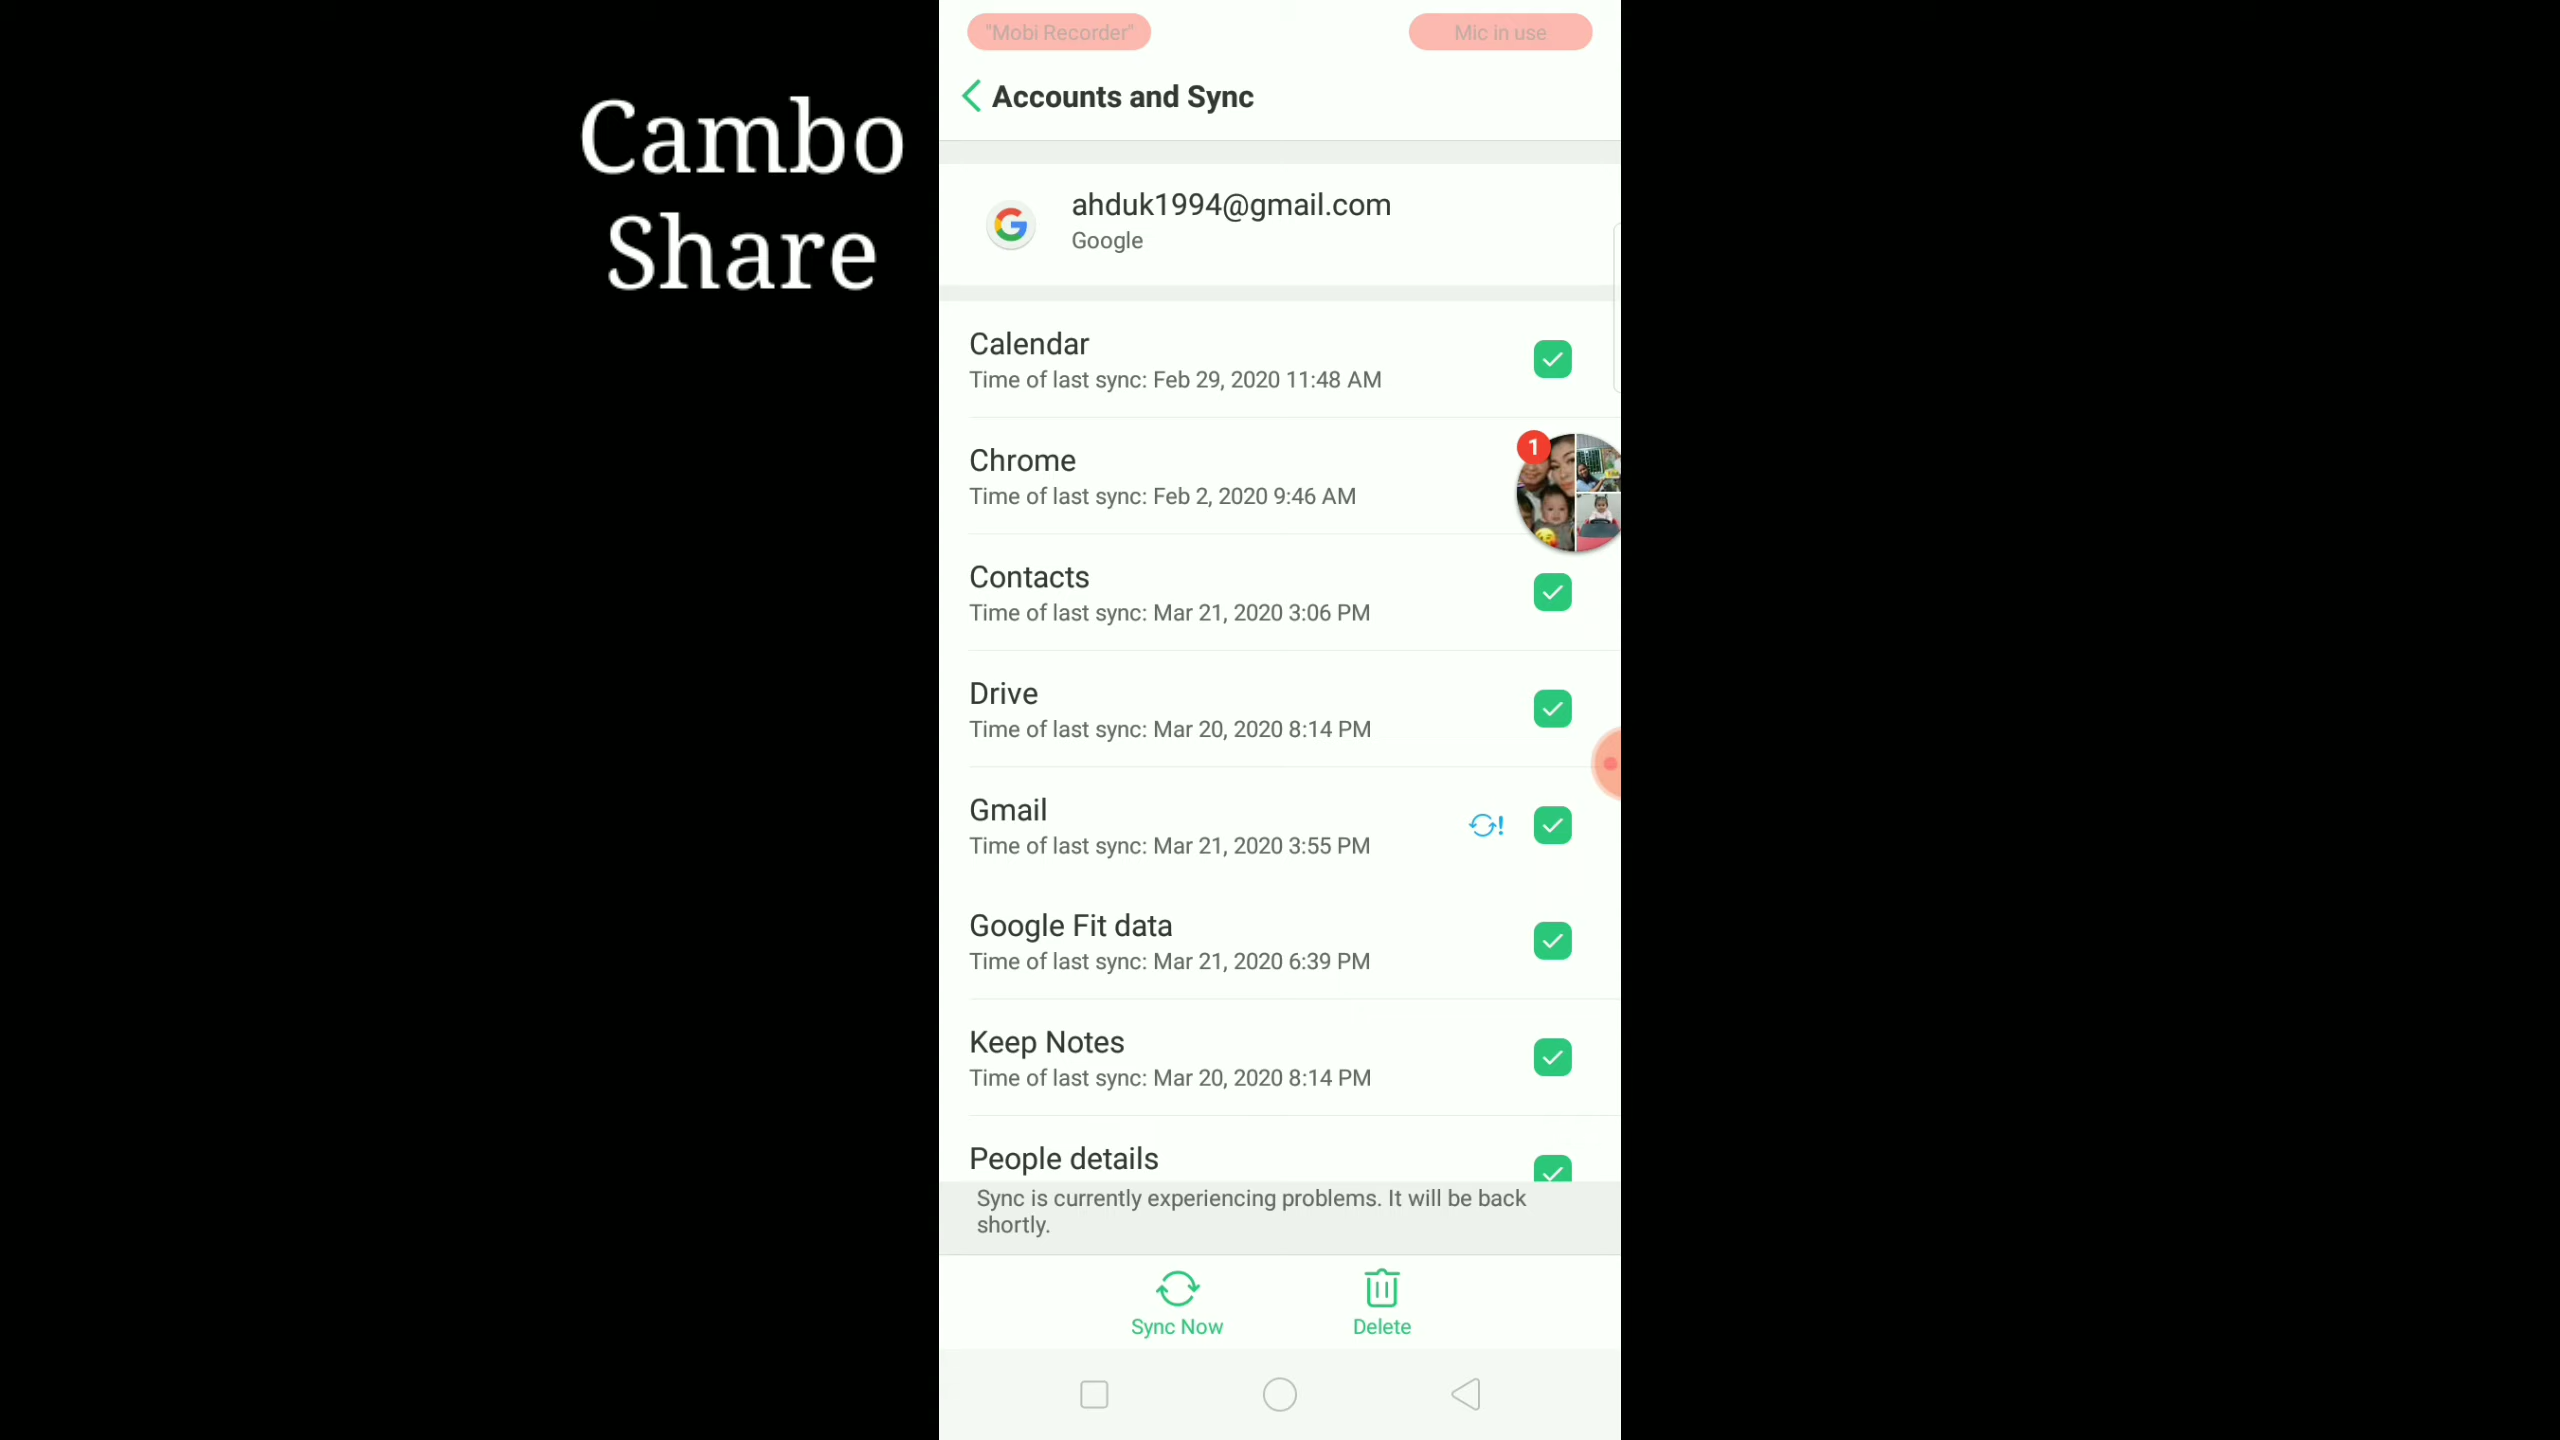 Cambo
Share
"Mobi Recorder"
Mic in use
Accounts and Sync
ahduk1994@gmail.com
Google
Calendar
Time of last sync: Feb 29, 2020 11:48 AM
1
Chrome
Time of last sync: Feb 2, 2020 9:46 AM
Contacts
Time of last sync: Mar 21, 2020 3:06 PM
Drive
Time of last sync: Mar 20, 2020 8:14 PM
Gmail
Time of last sync: Mar 21, 2020 3:55 PM
Google Fit data
Time of last sync: Mar 21, 2020 6:39 PM
Keep Notes
Time of last sync: Mar 20, 2020 8:14 PM
People details
Sync is currently experiencing problems. It will be back
shortly.
Sync Now
Delete